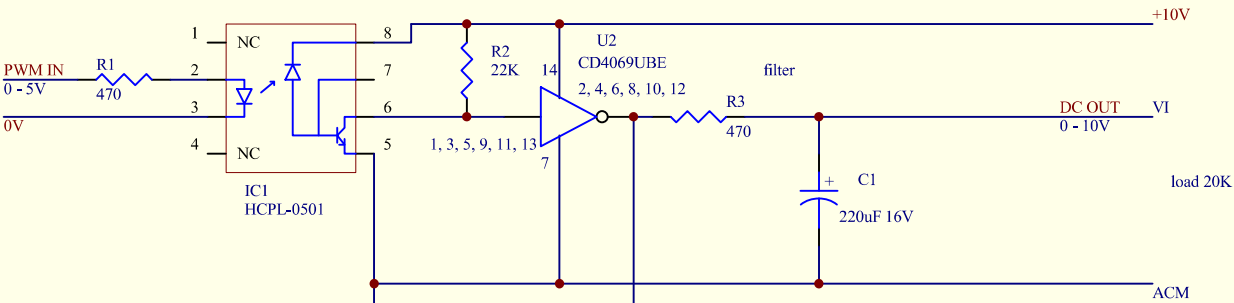 +10V
1
NC
8
PWM IN
R1
2
0 - 5V
470
7
R2
22K
14
U2
CD4069UBE
filter
2, 4, 6, 8, 10, 12
3
0V
6
R3
470
DC OUT
VI
0 - 10V
4
NC
5
1, 3, 5, 9, 11, 13
7
IC1
HCPL-0501
+
C1
220uF 16V
load 20K
ACM